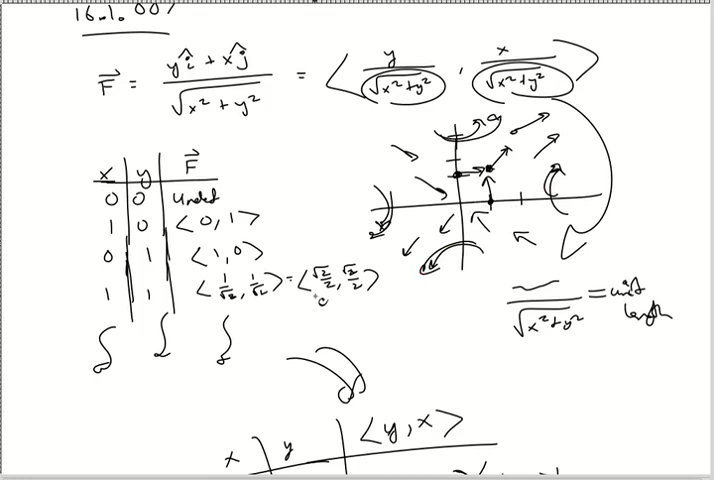 16.1.007
F⃗ = (yî + xĵ) / √(x² + y²) = ⟨ y / √(x² + y²) , x / √(x² + y²) ⟩
x y F⃗
0 0 undef
1 0 ⟨0, 1⟩
0 1 ⟨1, 0⟩
1 1 ⟨1/√2, 1/√2⟩ = ⟨√2/2, √2/2⟩
/ √(x² + y²) = unit length
x y ⟨y, x⟩